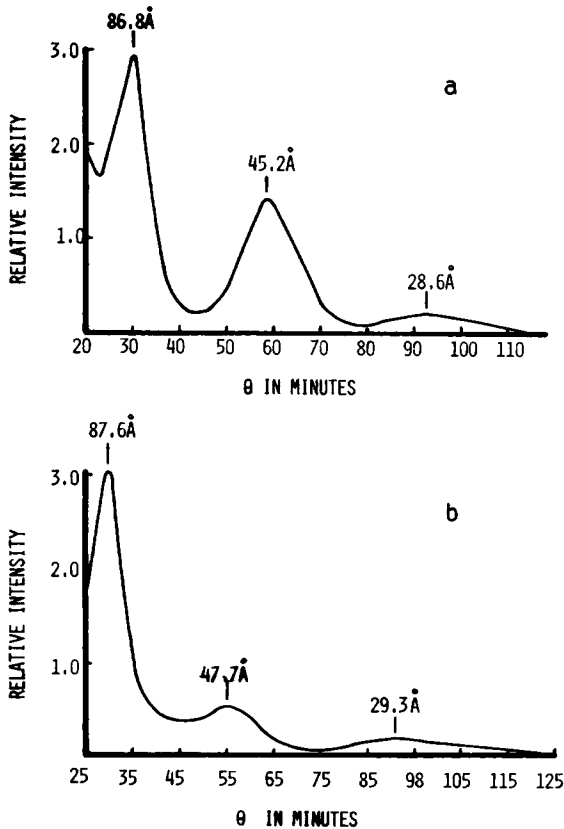 86.8Å
a
3.0
2.0
1.0
RELATIVE INTENSITY
45.2Å
28.6Å
20 30 40 50 60 70 80 90 100 110
θ IN MINUTES
87.6Å
b
3.0
2.0
1.0
RELATIVE INTENSITY
47.7Å
29.3Å
25 35 45 55 65 75 85 98 105 115 125
θ IN MINUTES